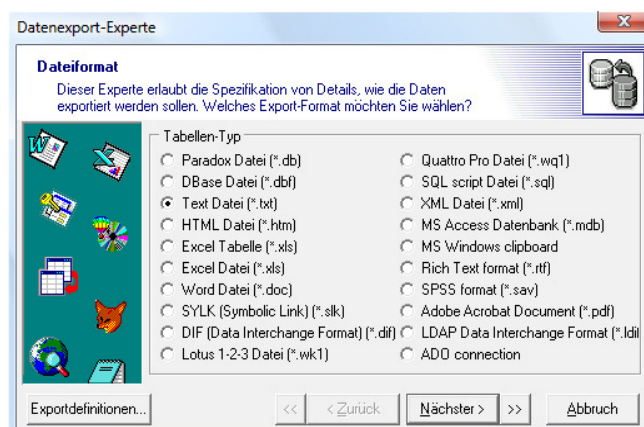 Datenexport-Experte
X
Dateiformat
Dieser Experte erlaubt die Spezifikation von Details, wie die Daten
exportiert werden sollen. Welches Export-Format möchten Sie wählen?
Tabellen-Typ
Paradox Datei (*.db)
DBase Datei (*.dbf)
Text Datei (*.txt)
HTML Datei (*.htm)
Excel Tabelle (*.xls)
Excel Datei (*.xls)
Word Datei (*.doc)
SYLK (Symbolic Link) (*.slk)
DIF (Data Interchange Format) (*.dif)
Lotus 1-2-3 Datei (*.wk1)
Quattro Pro Datei (*.wq1)
SQL script Datei (*.sql)
XML Datei (*.xml)
MS Access Datenbank (*.mdb)
MS Windows clipboard
Rich Text format (*.rtf)
SPSS format (*.sav)
Adobe Acrobat Document (*.pdf)
LDAP Data Interchange Format (*.ldi
ADO connection
Exportdefinitionen...
<<
< Zurück
Nächster >
>>
Abbruch